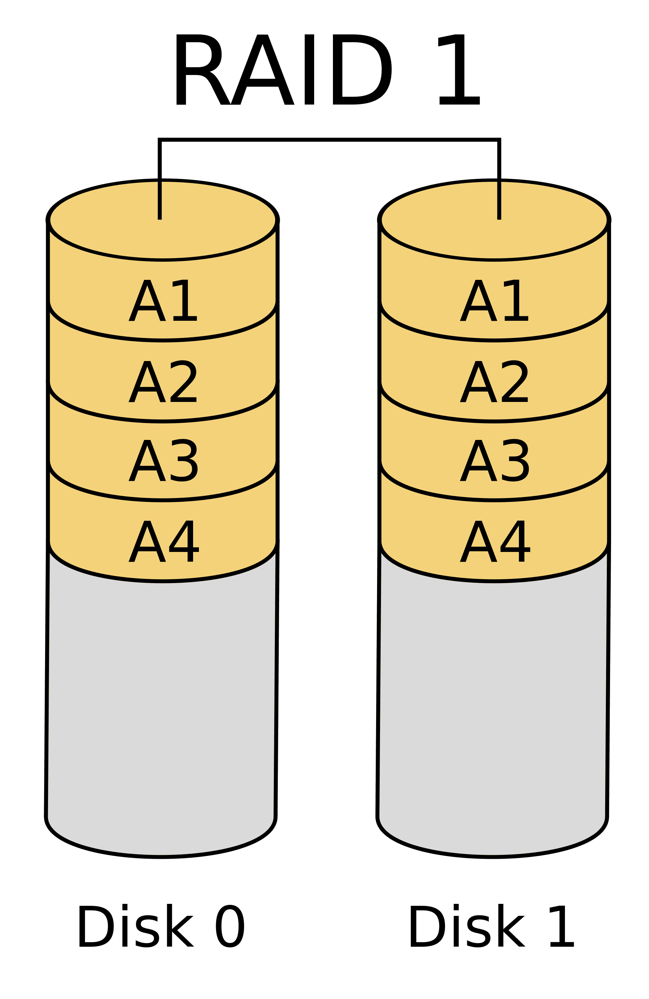 RAID 1
A1 A1
A2 A2
A3 A3
A4 A4
Disk 0 Disk 1